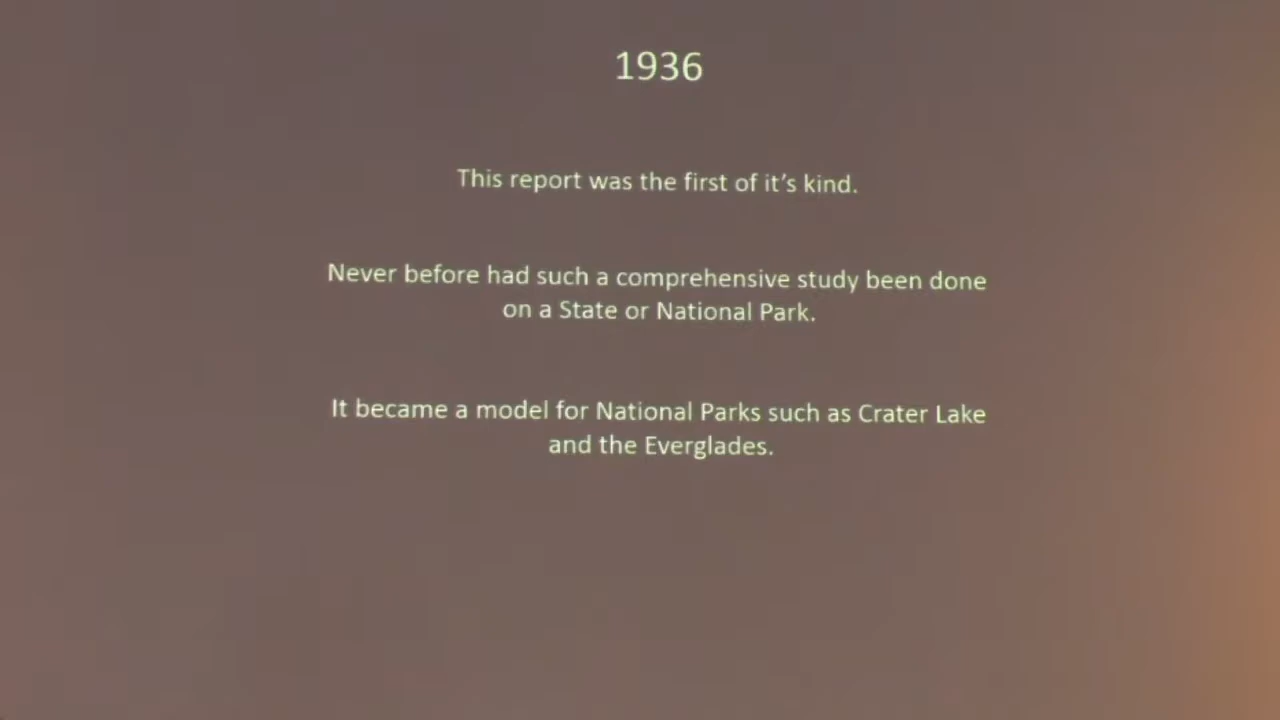 1936
This report was the first of it’s kind.
Never before had such a comprehensive study been done
on a State or National Park.
It became a model for National Parks such as Crater Lake
and the Everglades.